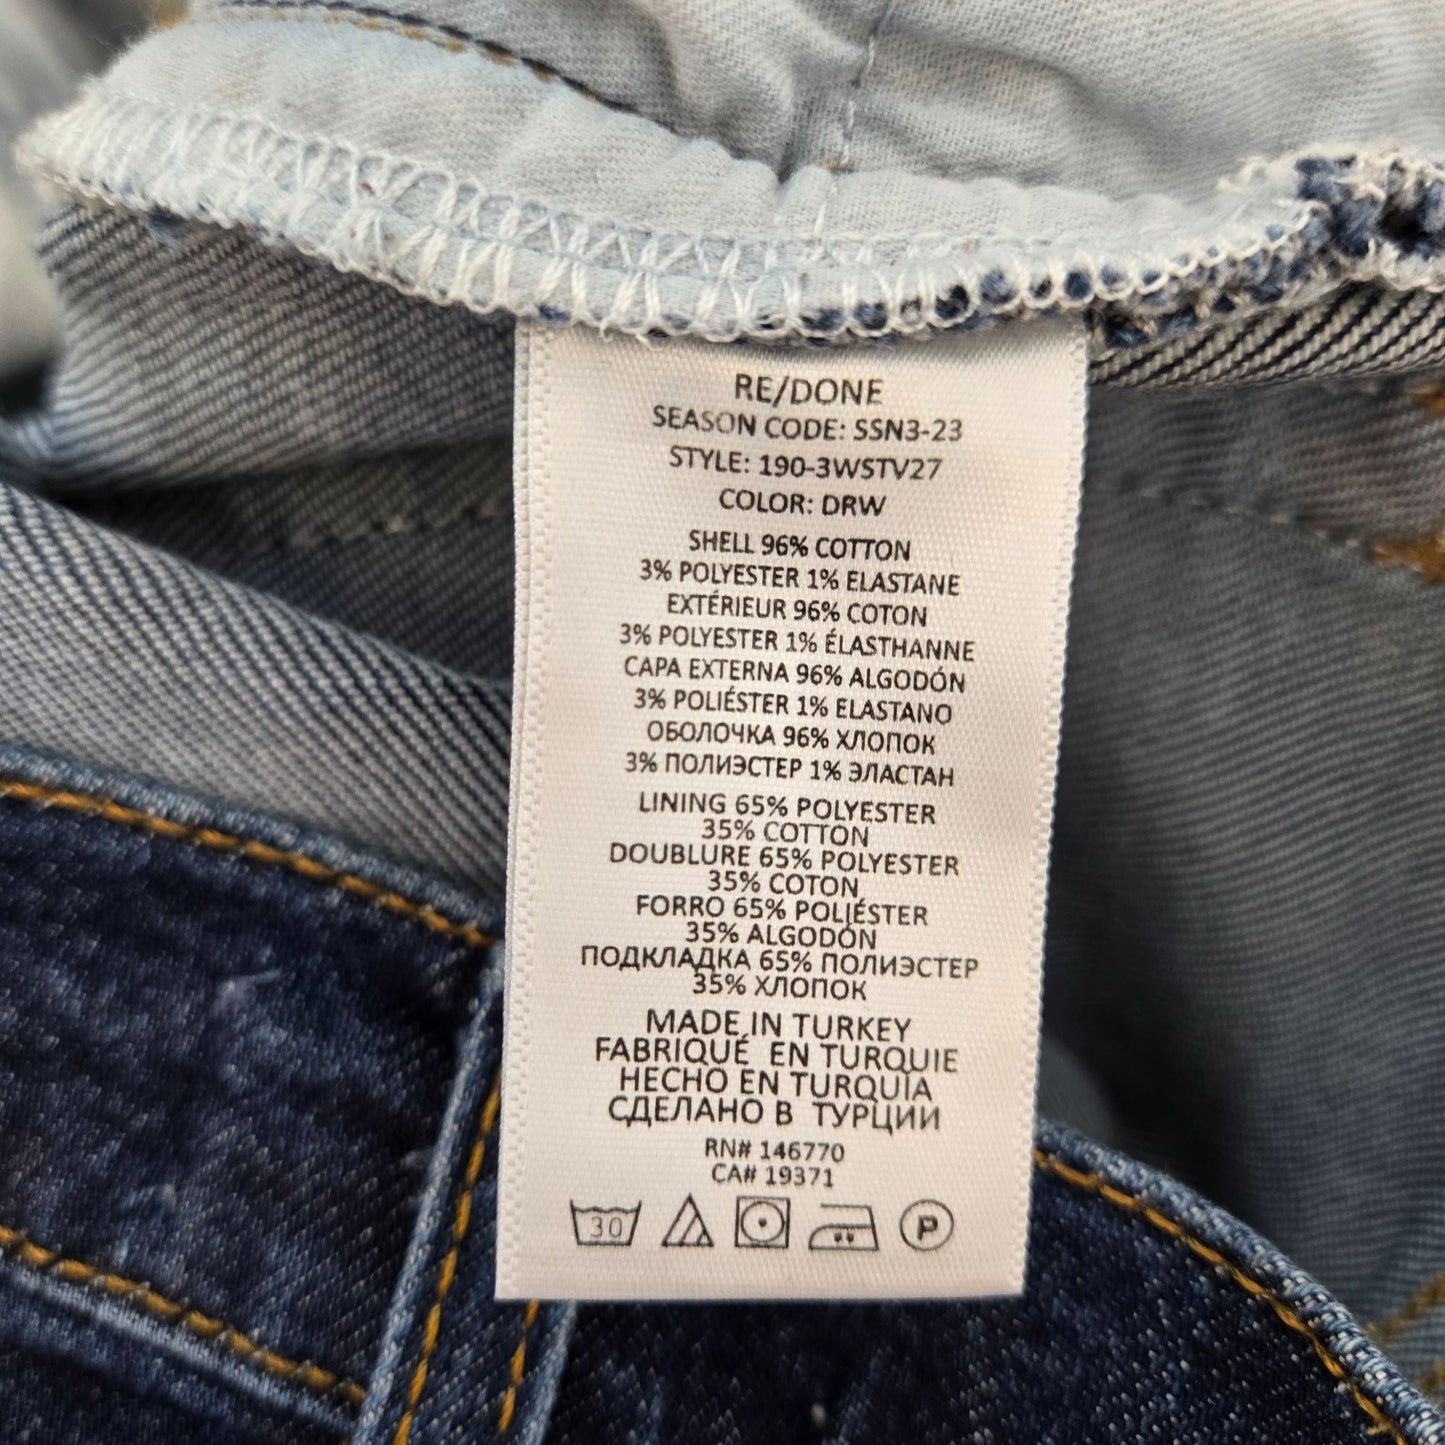 RE/DONE
SEASON CODE: SSN3-23
STYLE: 190-3WSTV27
COLOR: DRW
SHELL 96% COTTON
3% POLYESTER 1% ELASTANE
EXTÉRIEUR 96% COTON
3% POLYESTER 1% ÉLASTHANNE
CAPA EXTERNA 96% ALGODÓN
3% POLIÉSTER 1% ELASTANO
ОБОЛОЧКА 96% ХЛОПОК
3% ПОЛИЭСТЕР 1% ЭЛАСТАН
LINING 65% POLYESTER
35% COTTON
DOUBLURE 65% POLYESTER
35% COTON
FORRO 65% POLIÉSTER
35% ALGODÓN
ПОДКЛАДКА 65% ПОЛИЭСТЕР
35% ХЛОПОК
MADE IN TURKEY
FABRIQUÉ EN TURQUIE
HECHO EN TURQUÍA
СДЕЛАНО В ТУРЦИИ
RN# 146770
CA# 19371
30 P